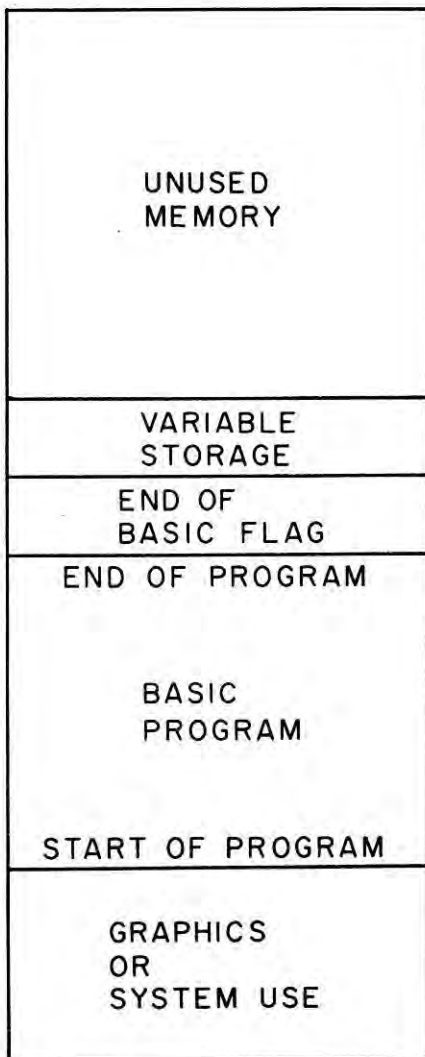 UNUSED
MEMORY
VARIABLE
STORAGE
END OF
BASIC FLAG
END OF PROGRAM
BASIC
PROGRAM
START OF PROGRAM
GRAPHICS
OR
SYSTEM USE